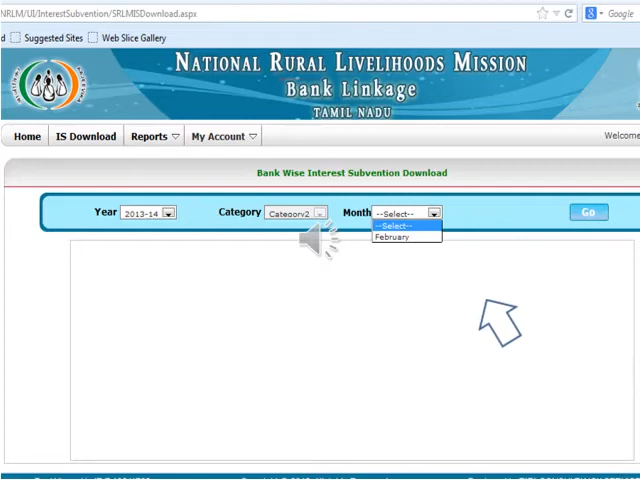 NRLM/UI/InterestSubvention/SRLMISDownload.aspx
Google
d Suggested Sites Web Slice Gallery
NATIONAL RURAL LIVELIHOODS MISSION
Bank Linkage
TAMIL NADU
Home IS Download Reports My Account Welcome
Bank Wise Interest Subvention Download
Year 2013-14 Category Category2 Month --Select-- Go
--Select--
February